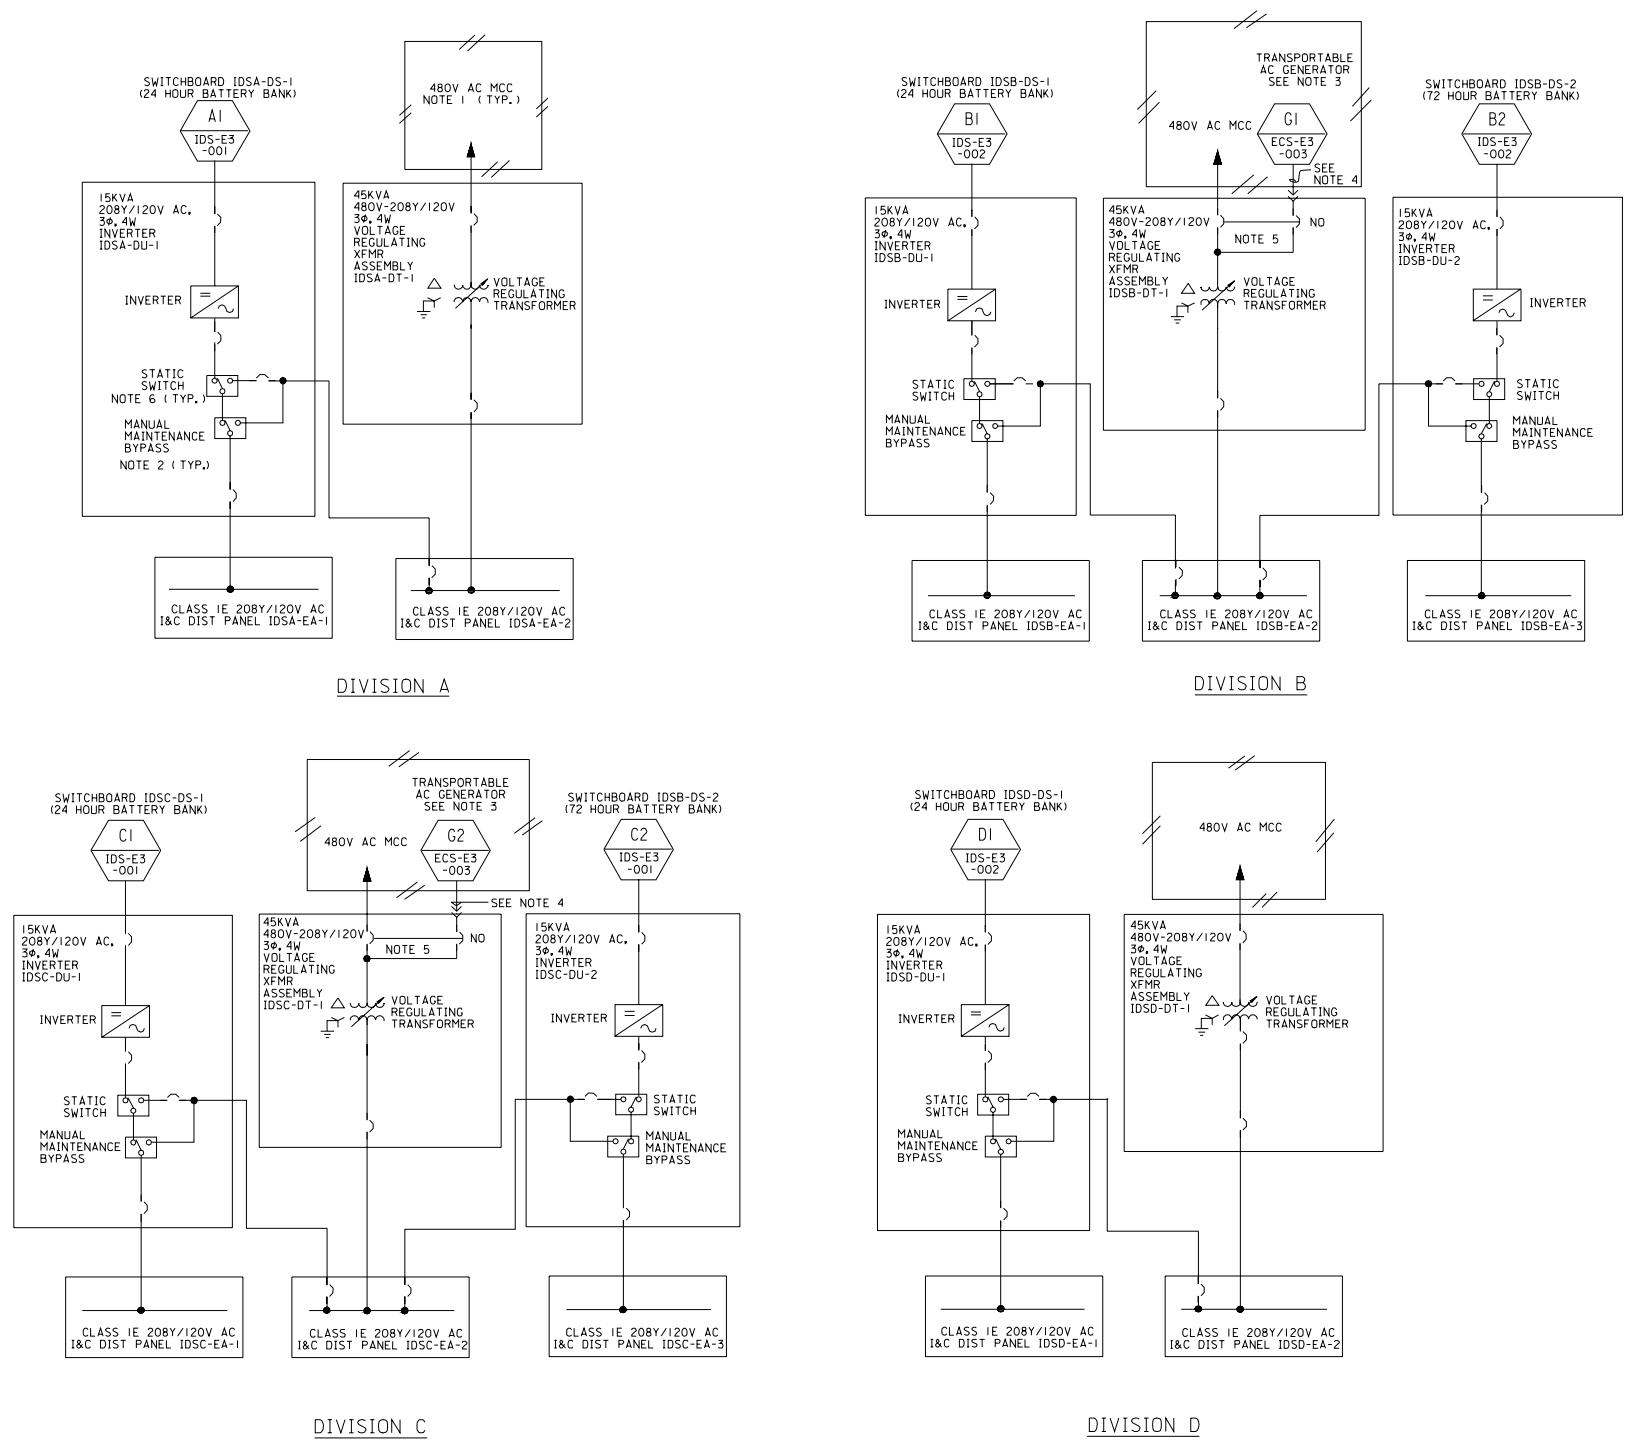 SWITCHBOARD IDSA-DS-1
(24 HOUR BATTERY BANK)
A1
IDS-E3
-001
480V AC MCC
NOTE 1 (TYP.)
15KVA
208Y/120V AC,
3Φ, 4W
INVERTER
IDSA-DU-1
INVERTER
STATIC
SWITCH
NOTE 6 (TYP.)
MANUAL
MAINTENANCE
BYPASS
NOTE 2 (TYP.)
45KVA
480V-208Y/120V
3Φ, 4W
VOLTAGE
REGULATING
XFMR
ASSEMBLY
IDSA-DT-1
VOLTAGE
REGULATING
TRANSFORMER
CLASS 1E 208Y/120V AC
I&C DIST PANEL IDSA-EA-1
CLASS 1E 208Y/120V AC
I&C DIST PANEL IDSA-EA-2
DIVISION A
SWITCHBOARD IDSB-DS-1
(24 HOUR BATTERY BANK)
B1
IDS-E3
-002
TRANSPORTABLE
AC GENERATOR
SEE NOTE 3
480V AC MCC
G1
ECS-E3
-003
SEE
NOTE 4
SWITCHBOARD IDSB-DS-2
(72 HOUR BATTERY BANK)
B2
IDS-E3
-002
15KVA
208Y/120V AC,
3Φ, 4W
INVERTER
IDSB-DU-1
INVERTER
STATIC
SWITCH
MANUAL
MAINTENANCE
BYPASS
45KVA
480V-208Y/120V
3Φ, 4W
VOLTAGE
REGULATING
XFMR
ASSEMBLY
IDSB-DT-1
NO
NOTE 5
VOLTAGE
REGULATING
TRANSFORMER
15KVA
208Y/120V AC,
3Φ, 4W
INVERTER
IDSB-DU-2
INVERTER
STATIC
SWITCH
MANUAL
MAINTENANCE
BYPASS
CLASS 1E 208Y/120V AC
I&C DIST PANEL IDSB-EA-1
CLASS 1E 208Y/120V AC
I&C DIST PANEL IDSB-EA-2
CLASS 1E 208Y/120V AC
I&C DIST PANEL IDSB-EA-3
DIVISION B
SWITCHBOARD IDSC-DS-1
(24 HOUR BATTERY BANK)
C1
IDS-E3
-001
TRANSPORTABLE
AC GENERATOR
SEE NOTE 3
480V AC MCC
G2
ECS-E3
-003
SEE NOTE 4
SWITCHBOARD IDSB-DS-2
(72 HOUR BATTERY BANK)
C2
IDS-E3
-001
15KVA
208Y/120V AC,
3Φ, 4W
INVERTER
IDSC-DU-1
INVERTER
STATIC
SWITCH
MANUAL
MAINTENANCE
BYPASS
45KVA
480V-208Y/120V
3Φ, 4W
VOLTAGE
REGULATING
XFMR
ASSEMBLY
IDSC-DT-1
NO
NOTE 5
VOLTAGE
REGULATING
TRANSFORMER
15KVA
208Y/120V AC,
3Φ, 4W
INVERTER
IDSC-DU-2
INVERTER
STATIC
SWITCH
MANUAL
MAINTENANCE
BYPASS
CLASS 1E 208Y/120V AC
I&C DIST PANEL IDSC-EA-1
CLASS 1E 208Y/120V AC
I&C DIST PANEL IDSC-EA-2
CLASS 1E 208Y/120V AC
I&C DIST PANEL IDSC-EA-3
DIVISION C
SWITCHBOARD IDSD-DS-1
(24 HOUR BATTERY BANK)
D1
IDS-E3
-002
480V AC MCC
15KVA
208Y/120V AC,
3Φ, 4W
INVERTER
IDSD-DU-1
INVERTER
STATIC
SWITCH
MANUAL
MAINTENANCE
BYPASS
45KVA
480V-208Y/120V
3Φ, 4W
VOLTAGE
REGULATING
XFMR
ASSEMBLY
IDSD-DT-1
VOLTAGE
REGULATING
TRANSFORMER
CLASS 1E 208Y/120V AC
I&C DIST PANEL IDSD-EA-1
CLASS 1E 208Y/120V AC
I&C DIST PANEL IDSD-EA-2
DIVISION D